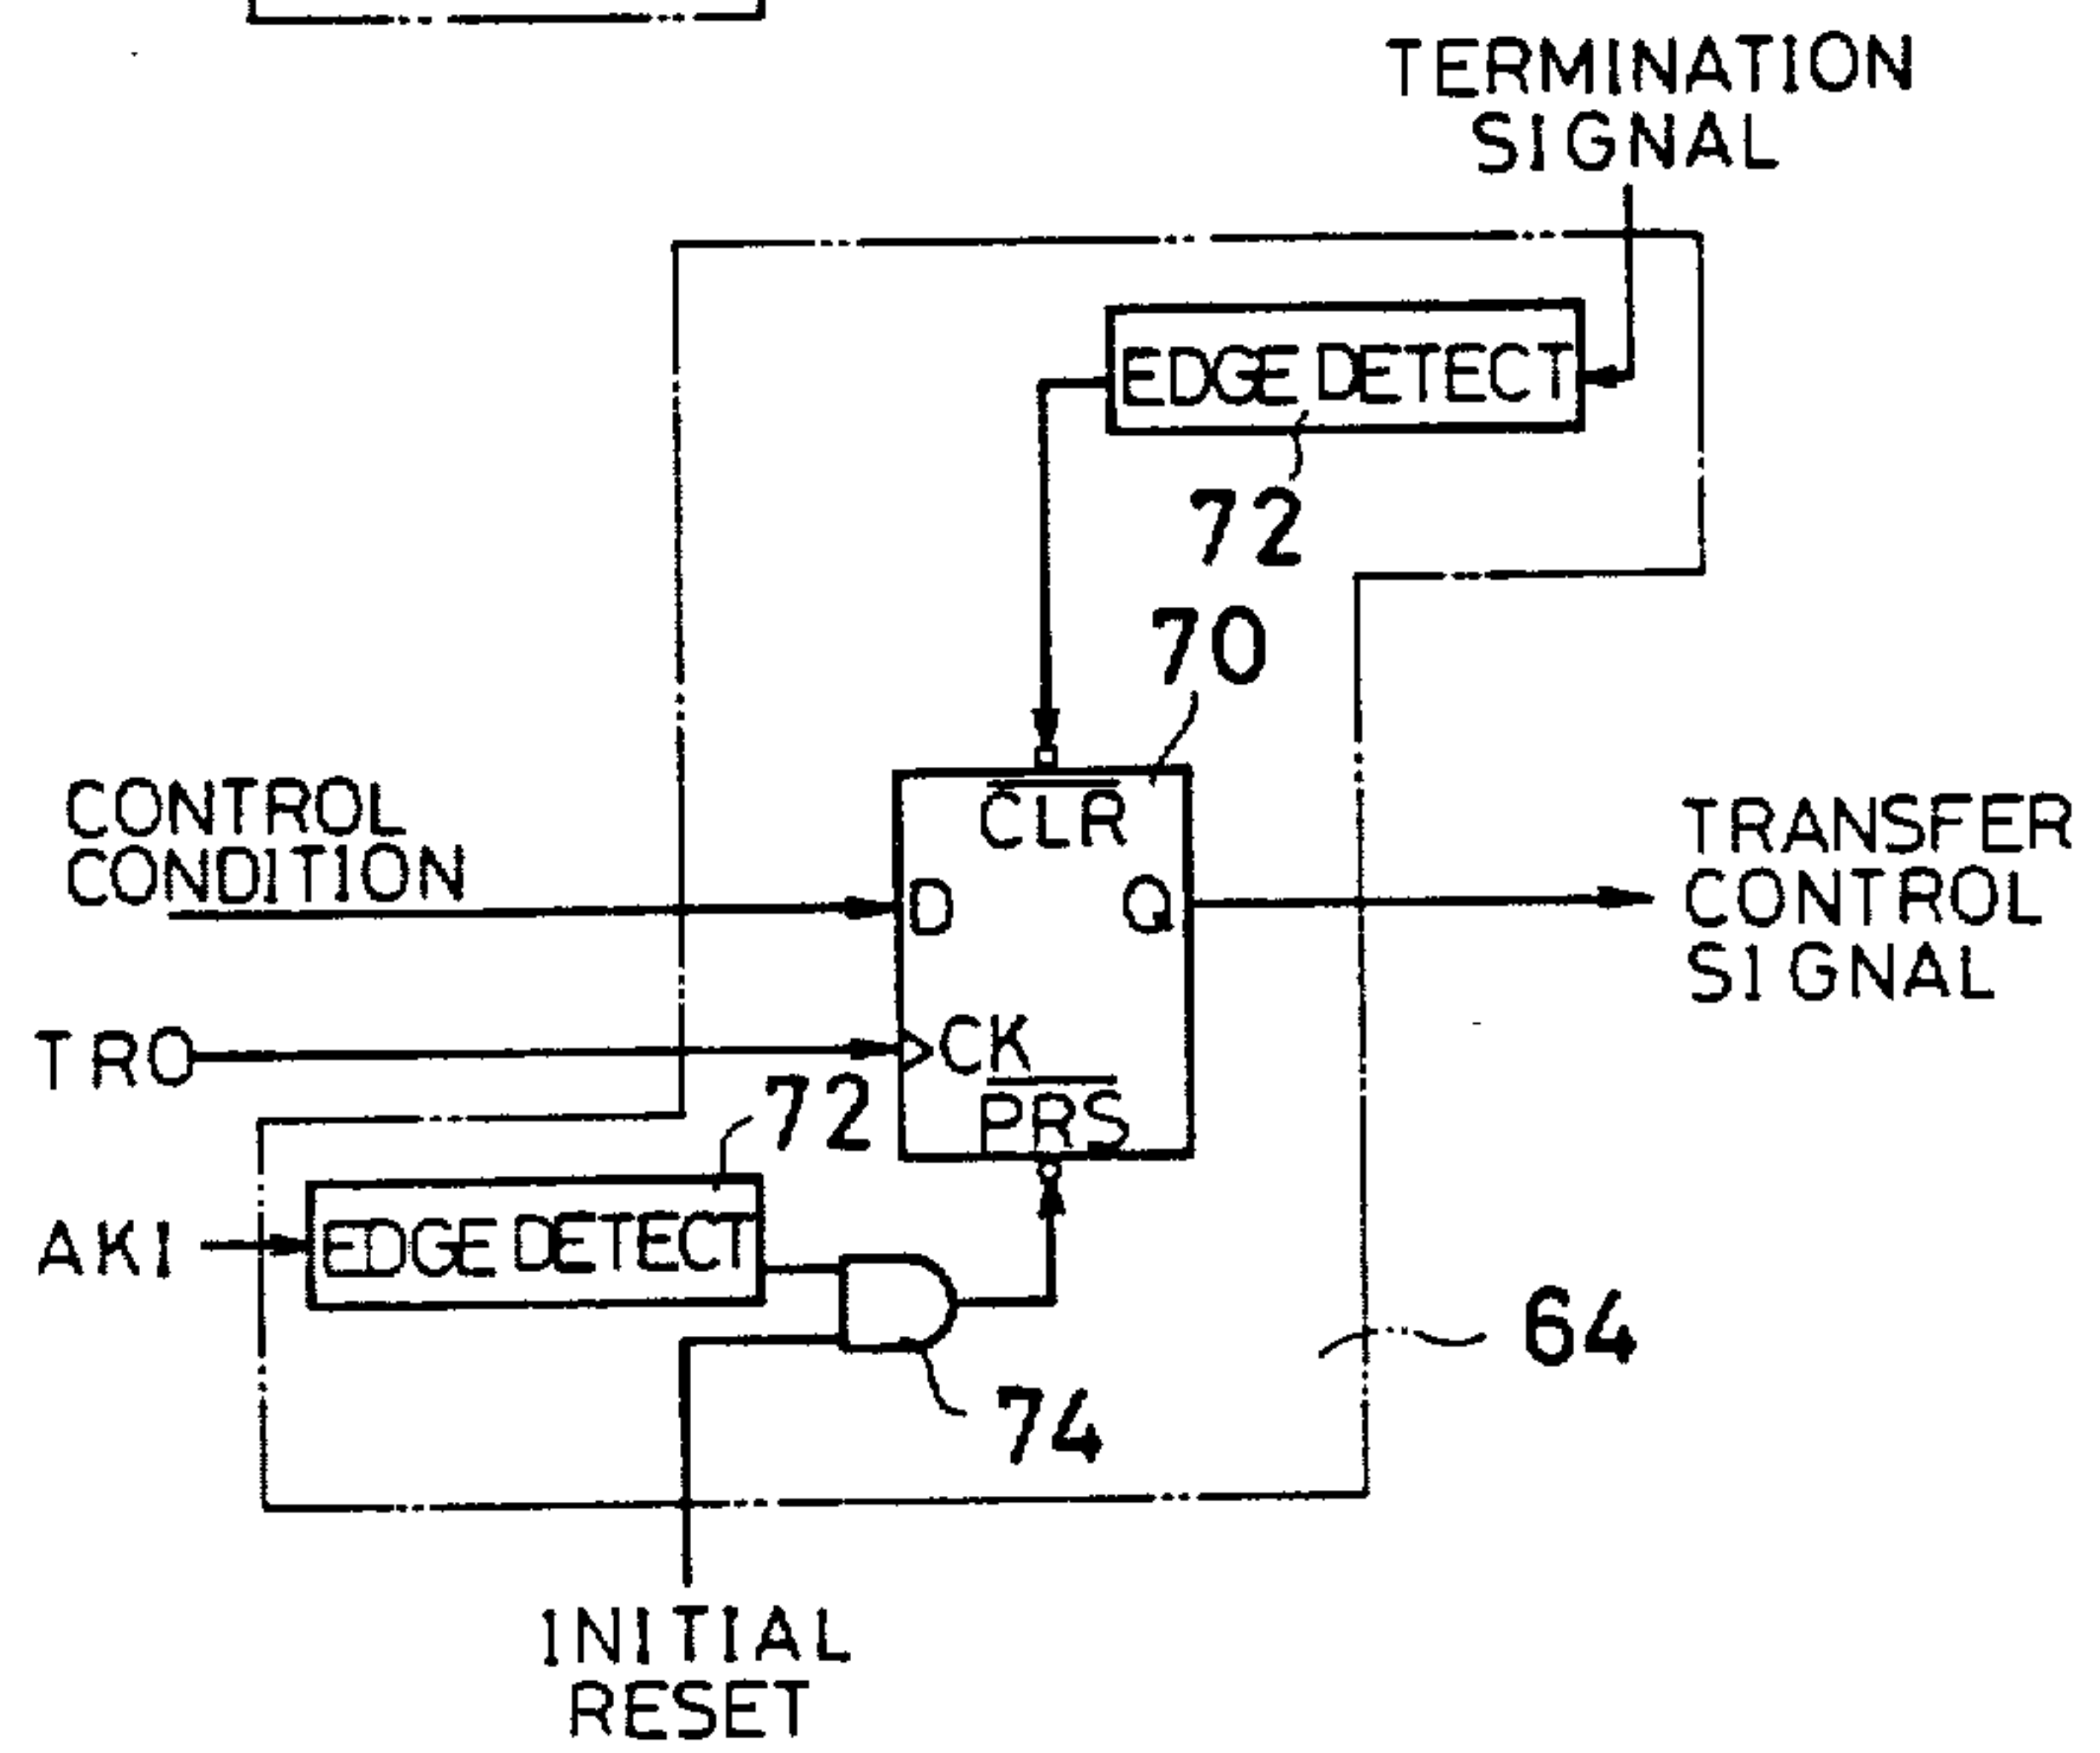 TERMINATION
SIGNAL
EDGE DETECT
72
70
CONTROL
CONDITION
CLR
D
Q
TRANSFER
CONTROL
SIGNAL
TRO
CK
72
PRS
AKI
EDGE DETECT
64
74
INITIAL
RESET